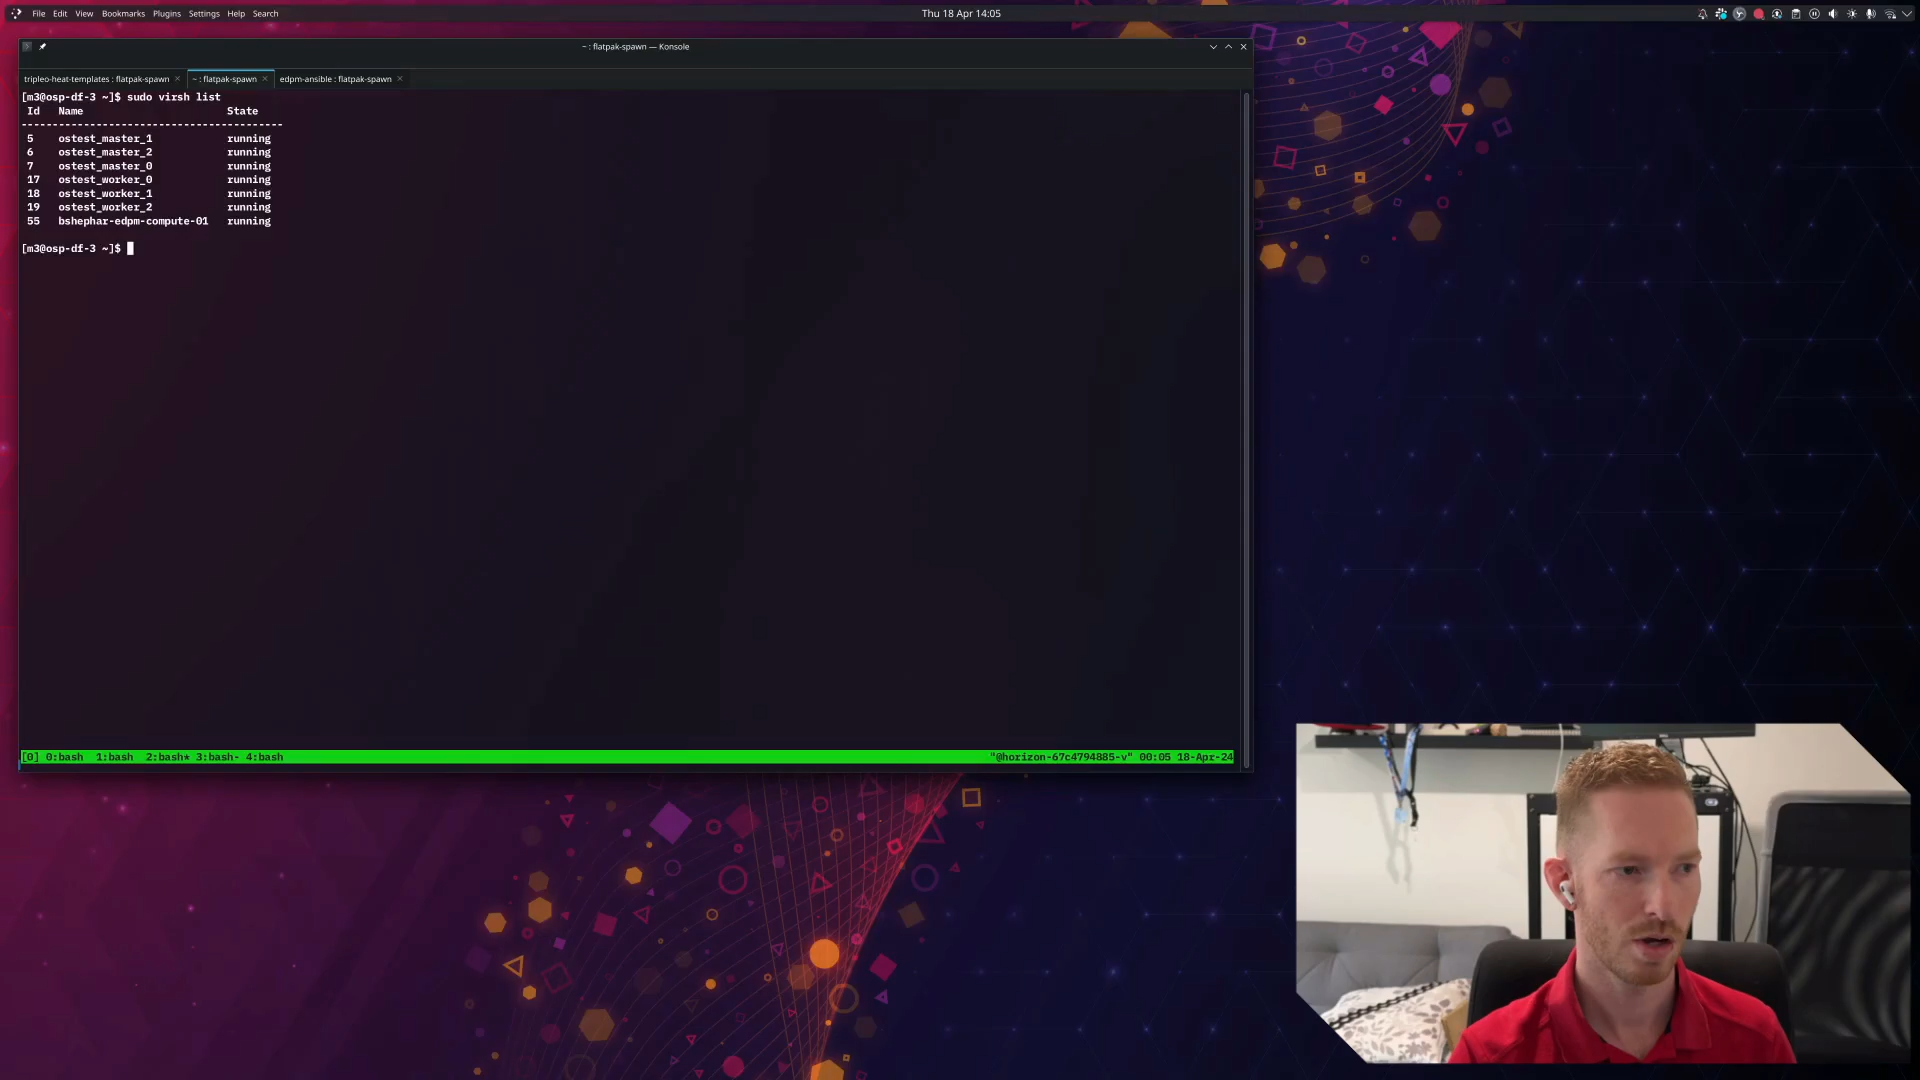 File Edit View Bookmarks Plugins Settings Help Search
Thu 18 Apr 14:05
~ : flatpak-spawn — Konsole
tripleo-heat-templates : flatpak-spawn
~ : flatpak-spawn
edpm-ansible : flatpak-spawn
[m3@osp-df-3 ~]$ sudo virsh list
Id Name State
--------------------------------------------
5 ostest_master_1 running
6 ostest_master_2 running
7 ostest_master_0 running
17 ostest_worker_0 running
18 ostest_worker_1 running
19 ostest_worker_2 running
55 bshephar-edpm-compute-01 running
[m3@osp-df-3 ~]$
[0] 0:bash 1:bash 2:bash* 3:bash- 4:bash "@horizon-67c4794885-v" 00:05 18-Apr-24